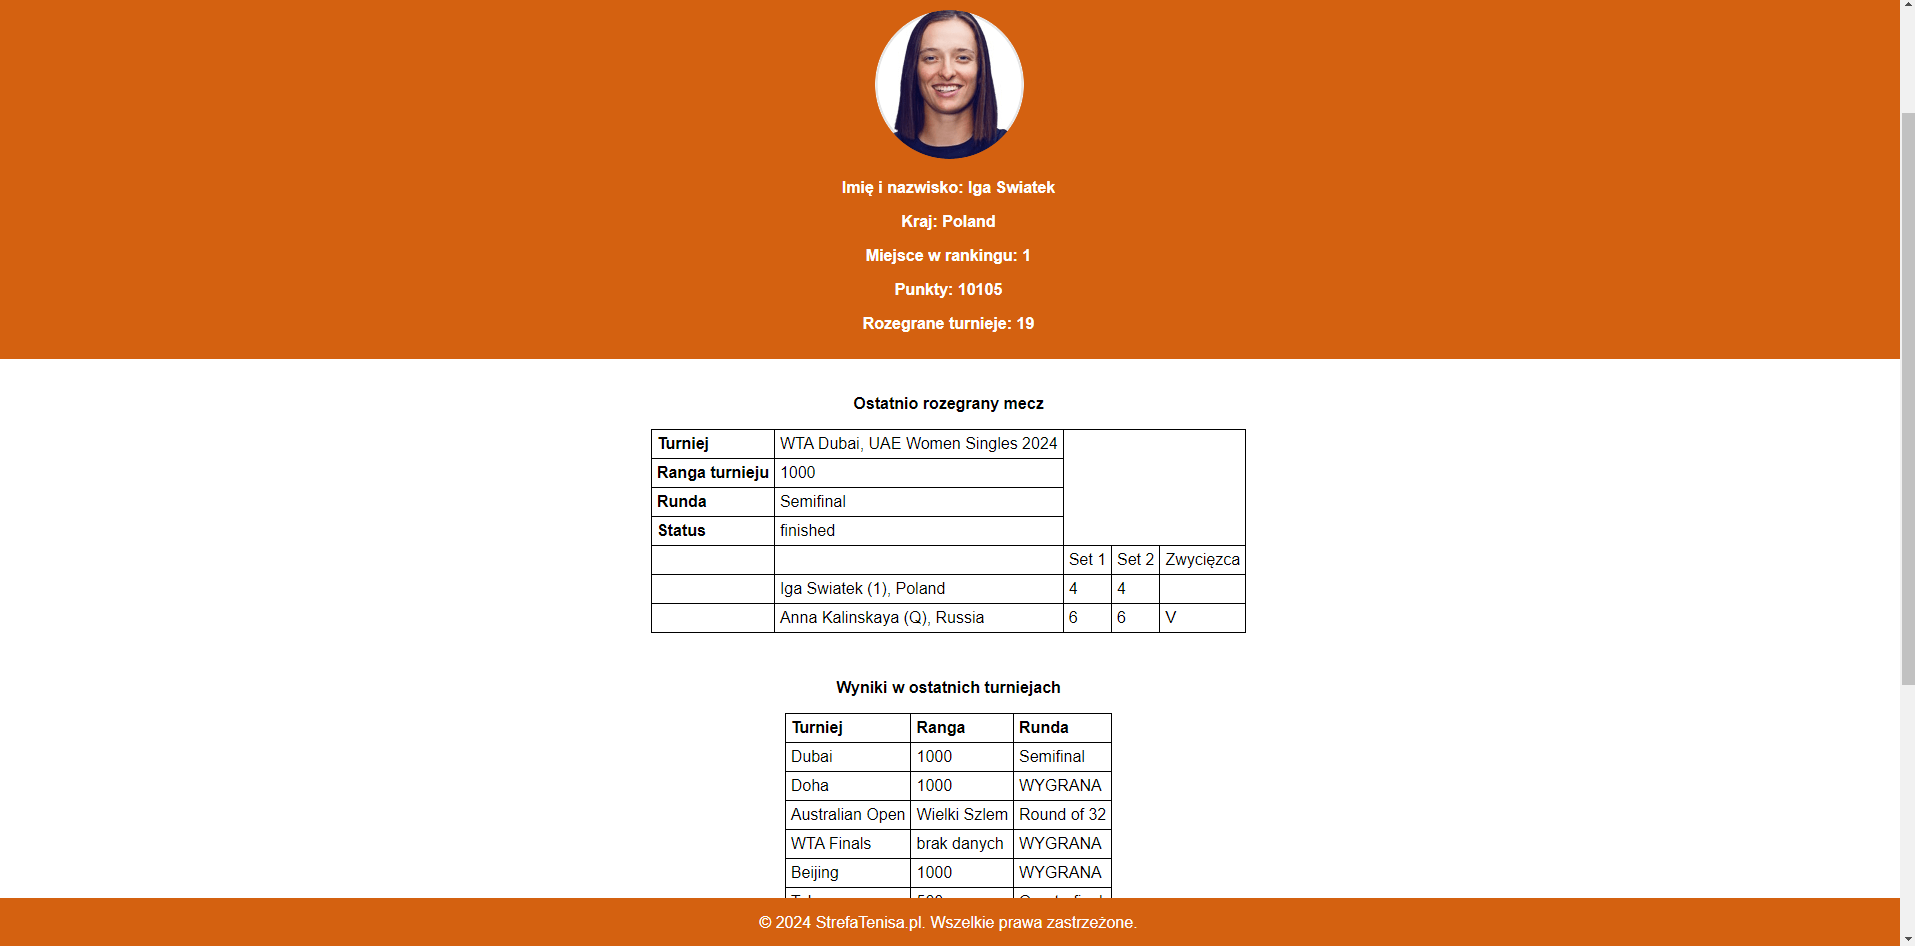 Imię i nazwisko: Iga Swiatek
Kraj: Poland
Miejsce w rankingu: 1
Punkty: 10105
Rozegrane turnieje: 19
Ostatnio rozegrany mecz
Turniej WTA Dubai, UAE Women Singles 2024
Ranga turnieju 1000
Runda Semifinal
Status finished
Set 1 Set 2 Zwycięzca
Iga Swiatek (1), Poland 4 4
Anna Kalinskaya (Q), Russia 6 6 V
Wyniki w ostatnich turniejach
Turniej Ranga Runda
Dubai 1000 Semifinal
Doha 1000 WYGRANA
Australian Open Wielki Szlem Round of 32
WTA Finals brak danych WYGRANA
Beijing 1000 WYGRANA
© 2024 StrefaTenisa.pl. Wszelkie prawa zastrzeżone.